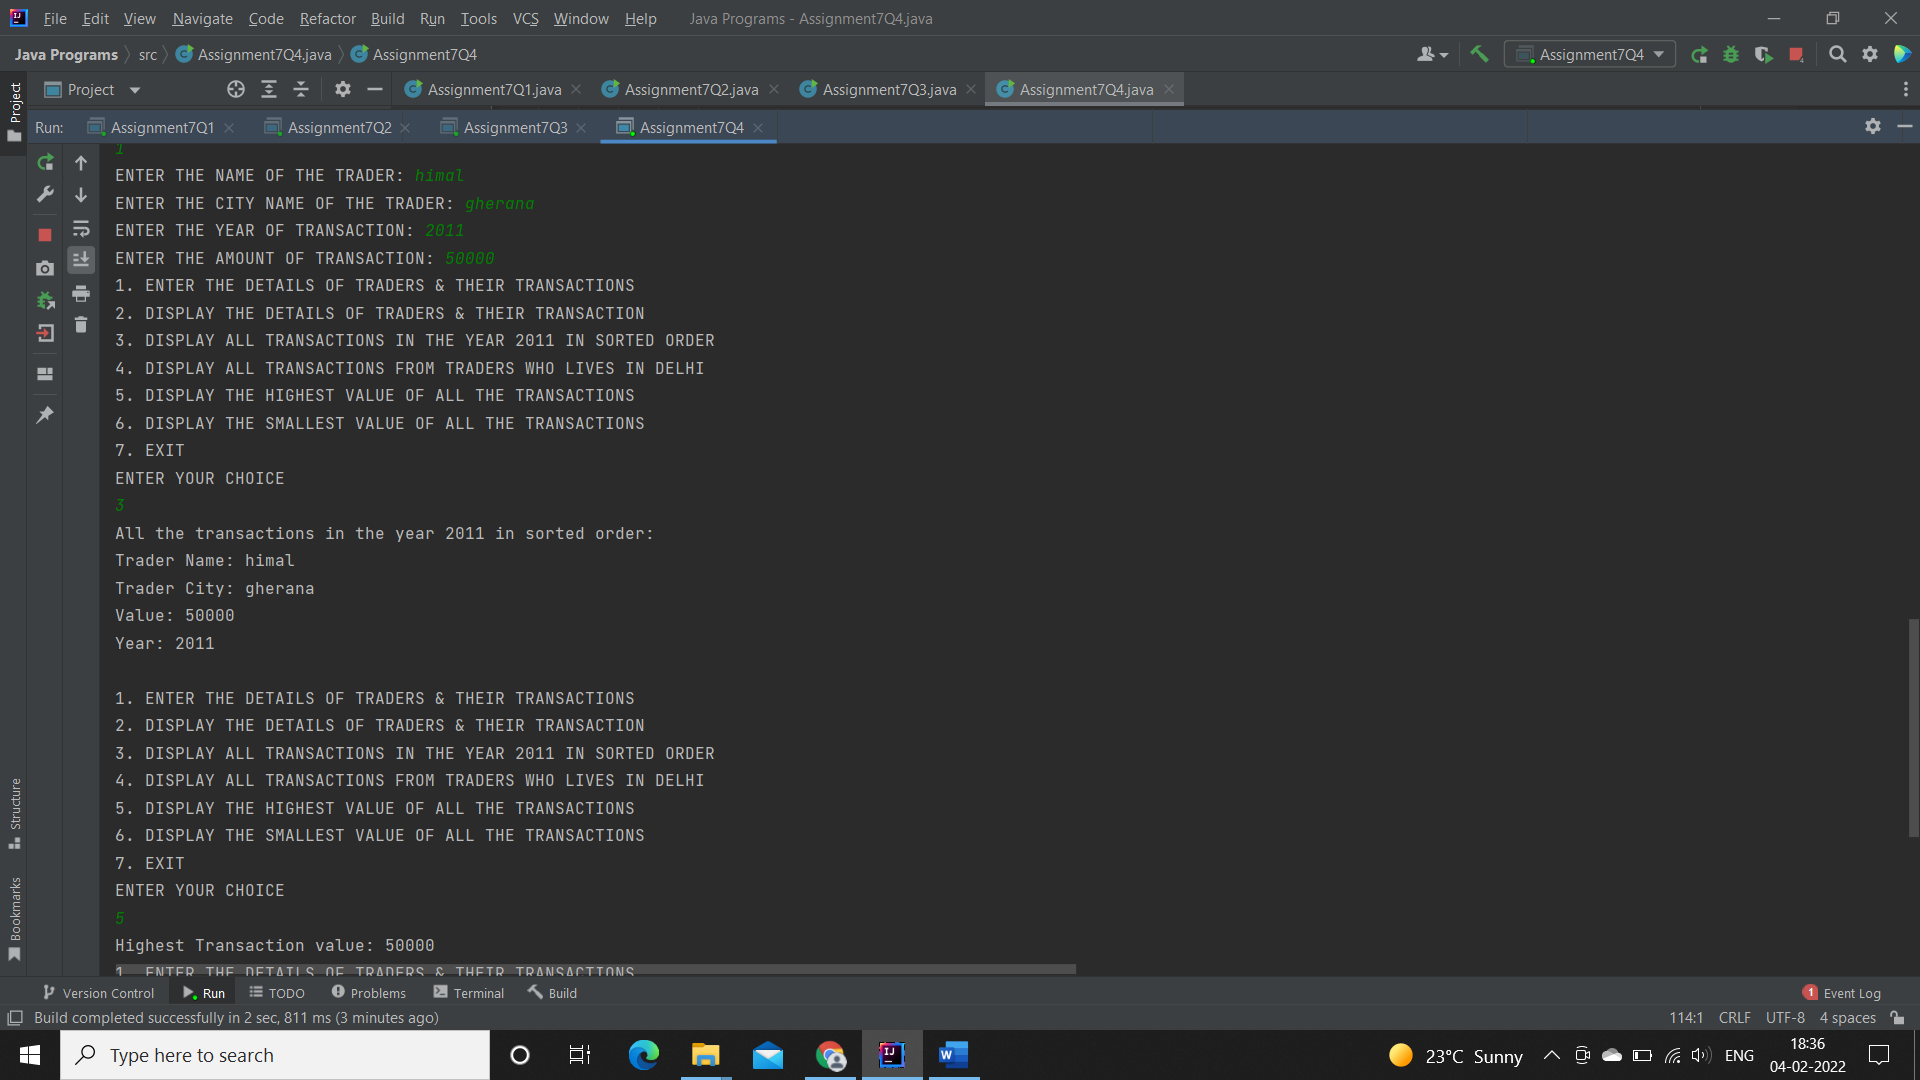 File Edit View Navigate Code Refactor Build Run Tools VCS Window Help Java Programs - Assignment7Q4.java
Java Programs src Assignment7Q4.java Assignment7Q4 Assignment7Q4
Project Project Assignment7Q1.java Assignment7Q2.java Assignment7Q3.java Assignment7Q4.java
Run: Assignment7Q1 Assignment7Q2 Assignment7Q3 Assignment7Q4
1
ENTER THE NAME OF THE TRADER: himal
ENTER THE CITY NAME OF THE TRADER: gherana
ENTER THE YEAR OF TRANSACTION: 2011
ENTER THE AMOUNT OF TRANSACTION: 50000
1. ENTER THE DETAILS OF TRADERS & THEIR TRANSACTIONS
2. DISPLAY THE DETAILS OF TRADERS & THEIR TRANSACTION
3. DISPLAY ALL TRANSACTIONS IN THE YEAR 2011 IN SORTED ORDER
4. DISPLAY ALL TRANSACTIONS FROM TRADERS WHO LIVES IN DELHI
5. DISPLAY THE HIGHEST VALUE OF ALL THE TRANSACTIONS
6. DISPLAY THE SMALLEST VALUE OF ALL THE TRANSACTIONS
7. EXIT
ENTER YOUR CHOICE
3
All the transactions in the year 2011 in sorted order:
Trader Name: himal
Trader City: gherana
Value: 50000
Year: 2011
1. ENTER THE DETAILS OF TRADERS & THEIR TRANSACTIONS
2. DISPLAY THE DETAILS OF TRADERS & THEIR TRANSACTION
3. DISPLAY ALL TRANSACTIONS IN THE YEAR 2011 IN SORTED ORDER
4. DISPLAY ALL TRANSACTIONS FROM TRADERS WHO LIVES IN DELHI
5. DISPLAY THE HIGHEST VALUE OF ALL THE TRANSACTIONS
6. DISPLAY THE SMALLEST VALUE OF ALL THE TRANSACTIONS
7. EXIT
ENTER YOUR CHOICE
5
Highest Transaction value: 50000
1. ENTER THE DETAILS OF TRADERS & THEIR TRANSACTIONS
Structure
Bookmarks
Version Control Run TODO Problems Terminal Build 1 Event Log
Build completed successfully in 2 sec, 811 ms (3 minutes ago) 114:1 CRLF UTF-8 4 spaces
Type here to search 23°C Sunny ENG 18:36
04-02-2022